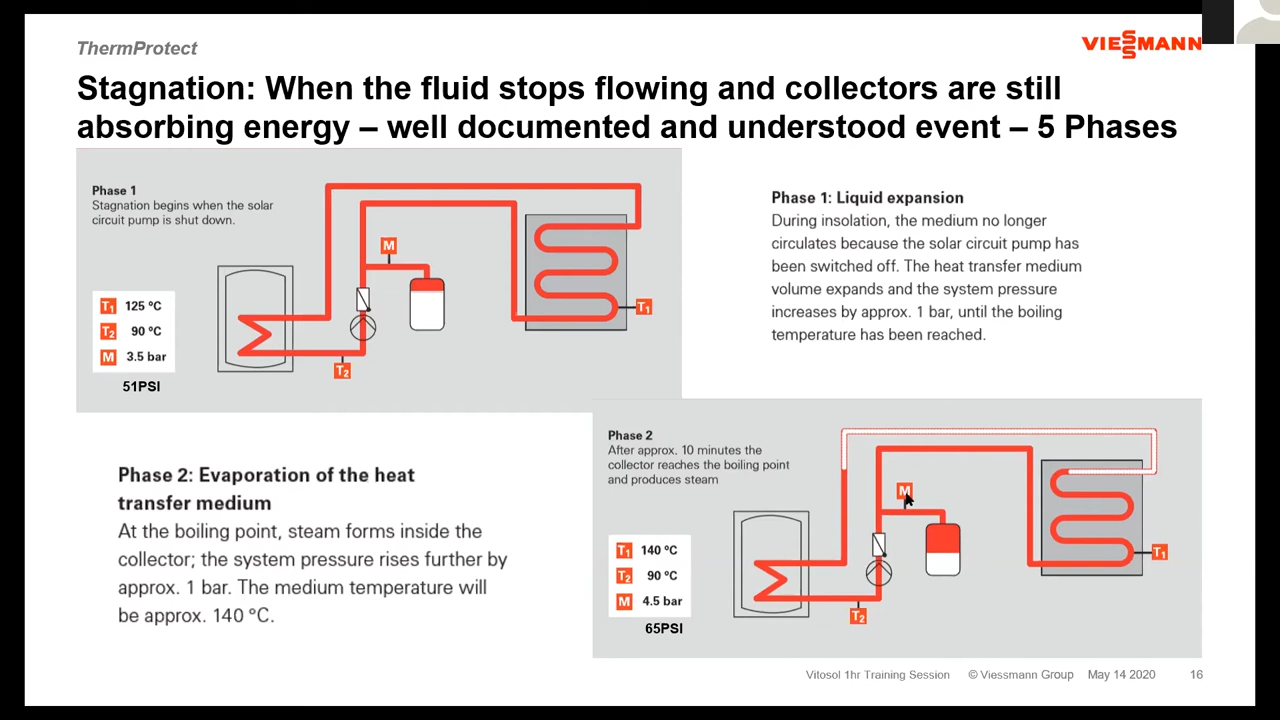 ThermProtect
VIESSMANN
Stagnation: When the fluid stops flowing and collectors are still
absorbing energy – well documented and understood event – 5 Phases
Phase 1
Stagnation begins when the solar
circuit pump is shut down.
M
T1
T1 125 ºC
T2 90 ºC
M 3.5 bar
T2
51PSI
Phase 1: Liquid expansion
During insolation, the medium no longer
circulates because the solar circuit pump has
been switched off. The heat transfer medium
volume expands and the system pressure
increases by approx. 1 bar, until the boiling
temperature has been reached.
Phase 2: Evaporation of the heat
transfer medium
At the boiling point, steam forms inside the
collector; the system pressure rises further by
approx. 1 bar. The medium temperature will
be approx. 140 °C.
Phase 2
After approx. 10 minutes the
collector reaches the boiling point
and produces steam
M
T1
T1 140 ºC
T2 90 ºC
M 4.5 bar
T2
65PSI
Vitosol 1hr Training Session © Viessmann Group May 14 2020 16